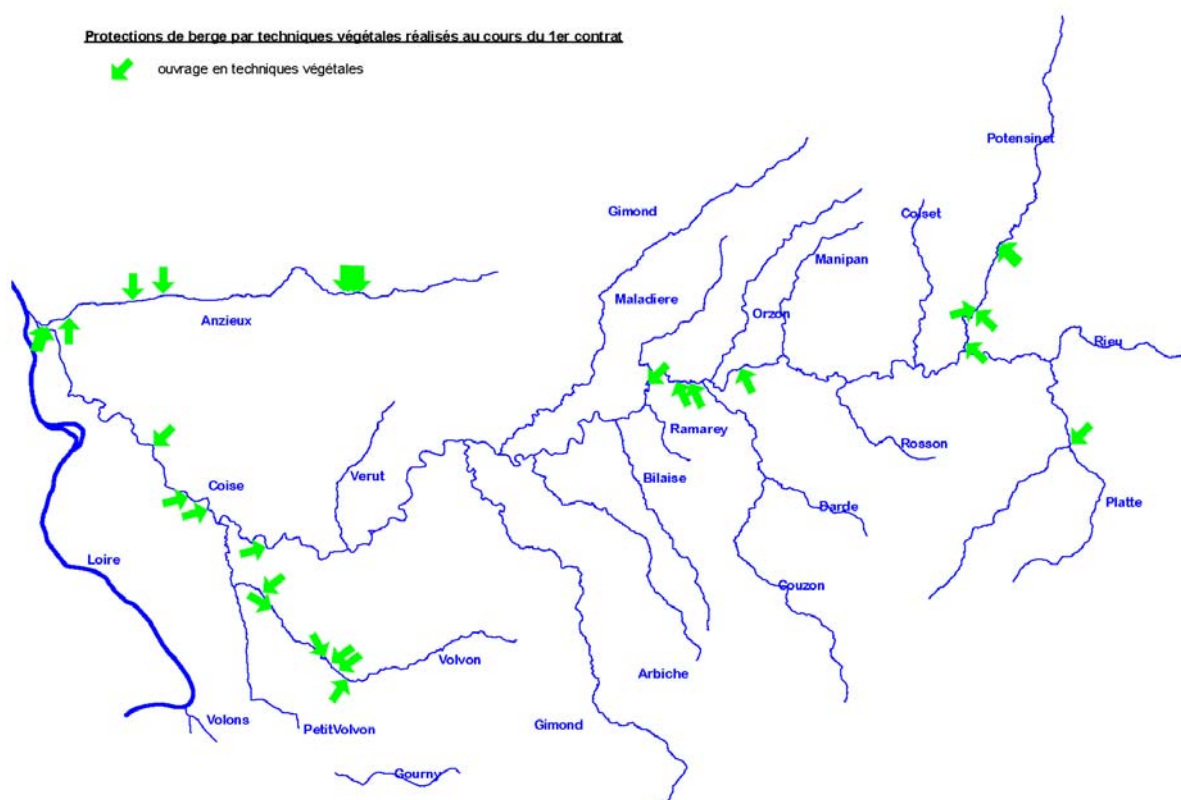 Protections de berge par techniques végétales réalisés au cours du 1er contrat
ouvrage en techniques végétales
Potensinet
Gimond
Coiset
Manipan
Maladiere
Orzon
Anzieux
Rieu
Ramarey
Rosson
Verut
Bilaise
Coise
Darde
Platte
Loire
Couzon
Volvon
Arbiche
Volons
PetitVolvon
Gimond
Gourny